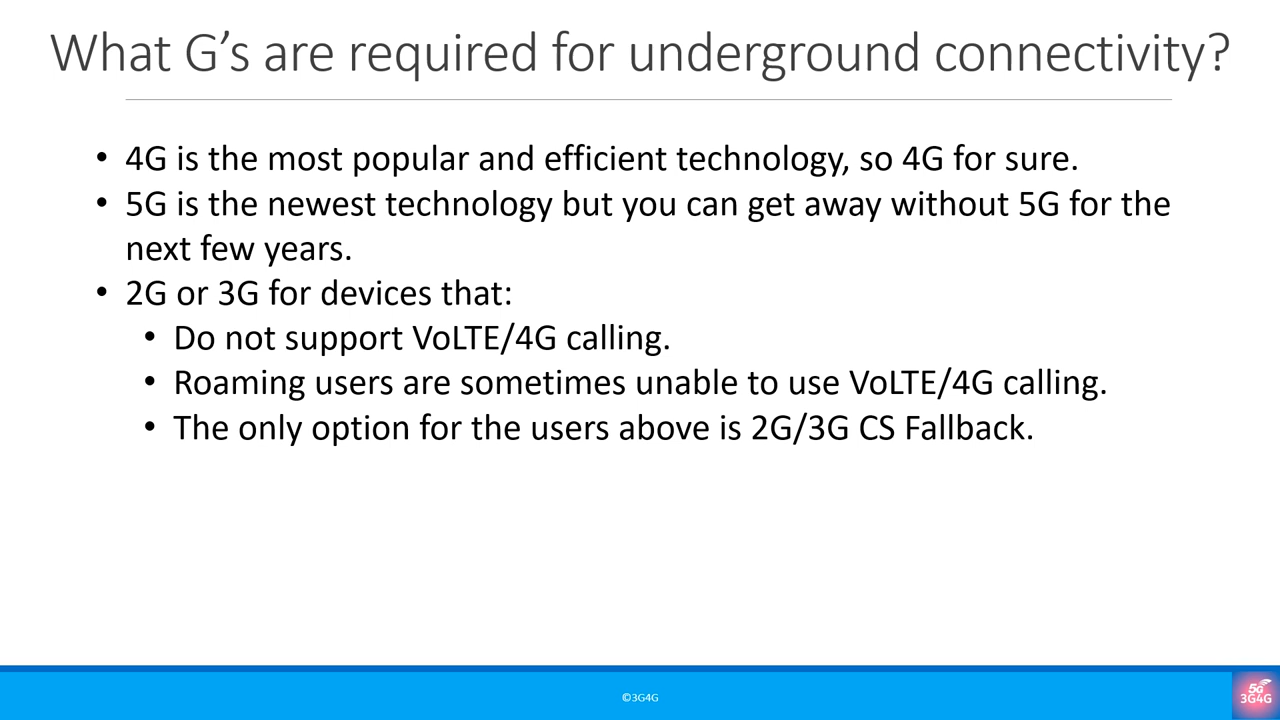 What G’s are required for underground connectivity?
• 4G is the most popular and efficient technology, so 4G for sure.
• 5G is the newest technology but you can get away without 5G for the
next few years.
• 2G or 3G for devices that:
• Do not support VoLTE/4G calling.
• Roaming users are sometimes unable to use VoLTE/4G calling.
• The only option for the users above is 2G/3G CS Fallback.
©3G4G
5G
3G4G